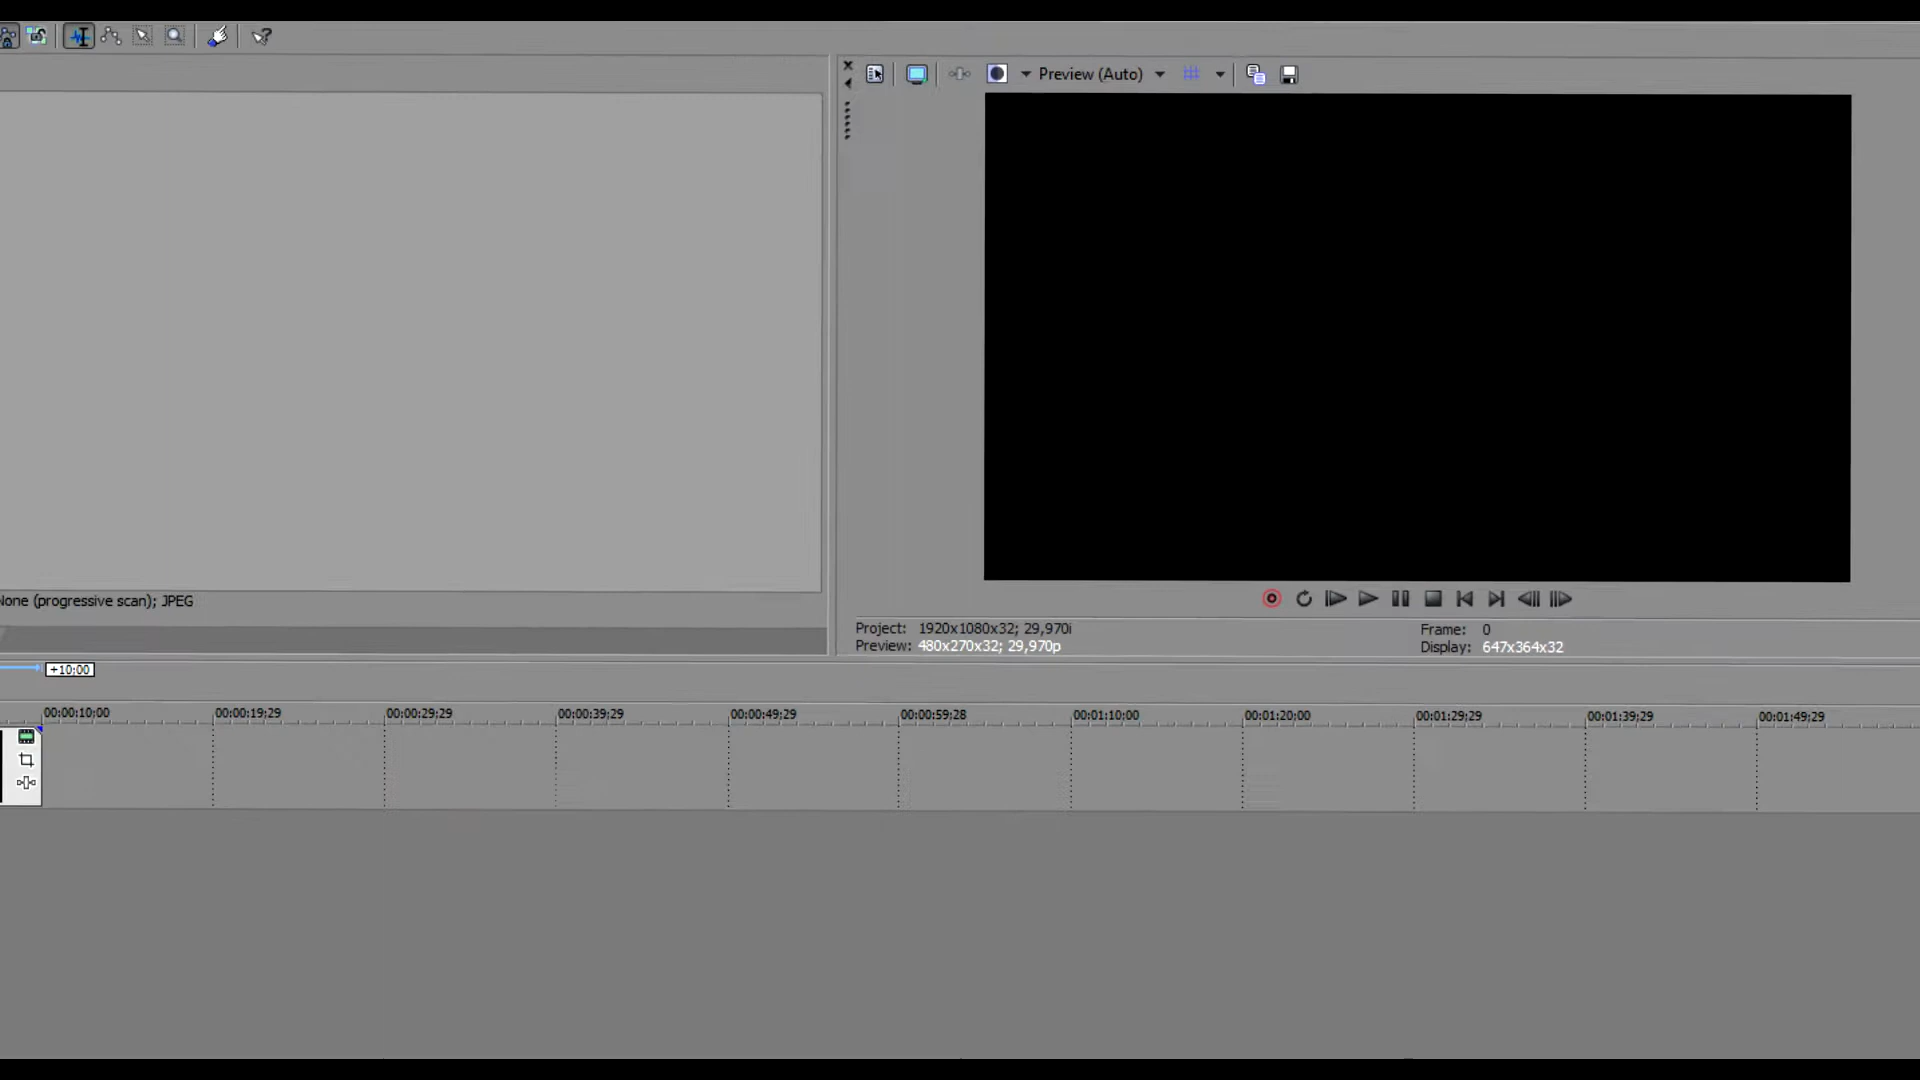 Preview (Auto)
None (progressive scan); JPEG
Project: 1920x1080x32; 29,970i
Preview: 480x270x32; 29,970p
Frame: 0
Display: 647x364x32
+10:00
00:00:10;00 00:00:19;29 00:00:29;29 00:00:39;29 00:00:49;29 00:00:59;28 00:01:10;00 00:01:20;00 00:01:29;29 00:01:39;29 00:01:49;29